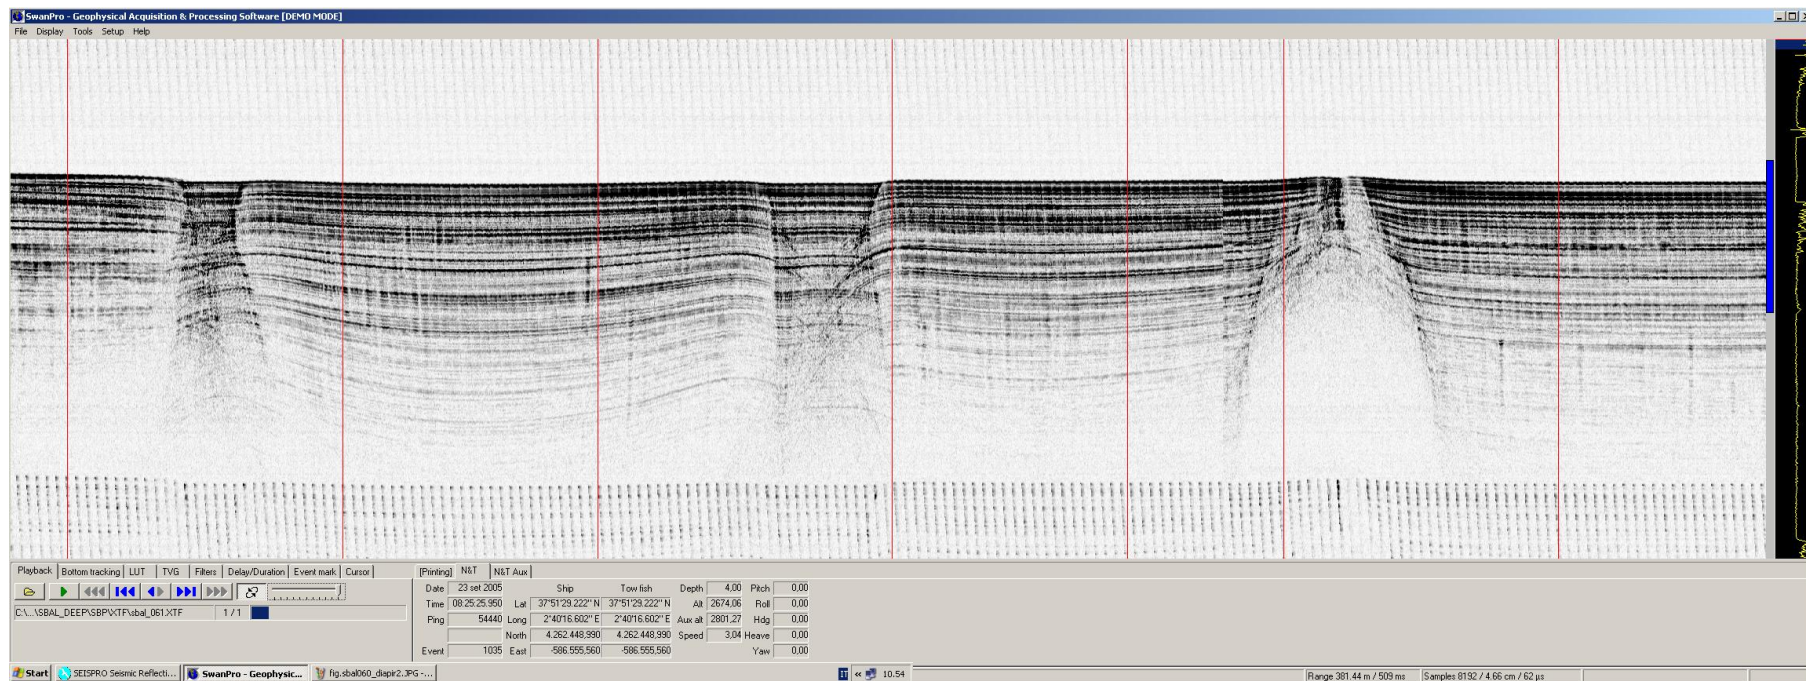 SwanPro - Geophysical Acquisition & Processing Software [DEMO MODE]
File Display Tools Setup Help
Playback Bottom tracking LUT TVG Filters Delay/Duration Event mark Cursor [Printing] N&T N&T Aux
Date 23 set 2005 Ship Tow fish Depth 4,00 Pitch 0,00
Time 08:25:25.950 Lat 37°51'29.222" N 37°51'29.222" N Alt 2674,06 Roll 0,00
C:\...\SBAL_DEEP\SBP\XTF\sbal_061.XTF 1 / 1
Ping 54440 Long 2°40'16.602" E 2°40'16.602" E Aux alt 2801,27 Hdg 0,00
North 4.262.448,990 4.262.448,990 Speed 3,04 Heave 0,00
Event 1035 East -586.555,560 -586.555,560 Yaw 0,00
Start SEISPRO Seismic Reflecti... SwanPro - Geophysic... fig.sbal060_diapir2.JPG -... IT « 10.54 Range 381.44 m / 509 ms Samples 8192 / 4.66 cm / 62 µs